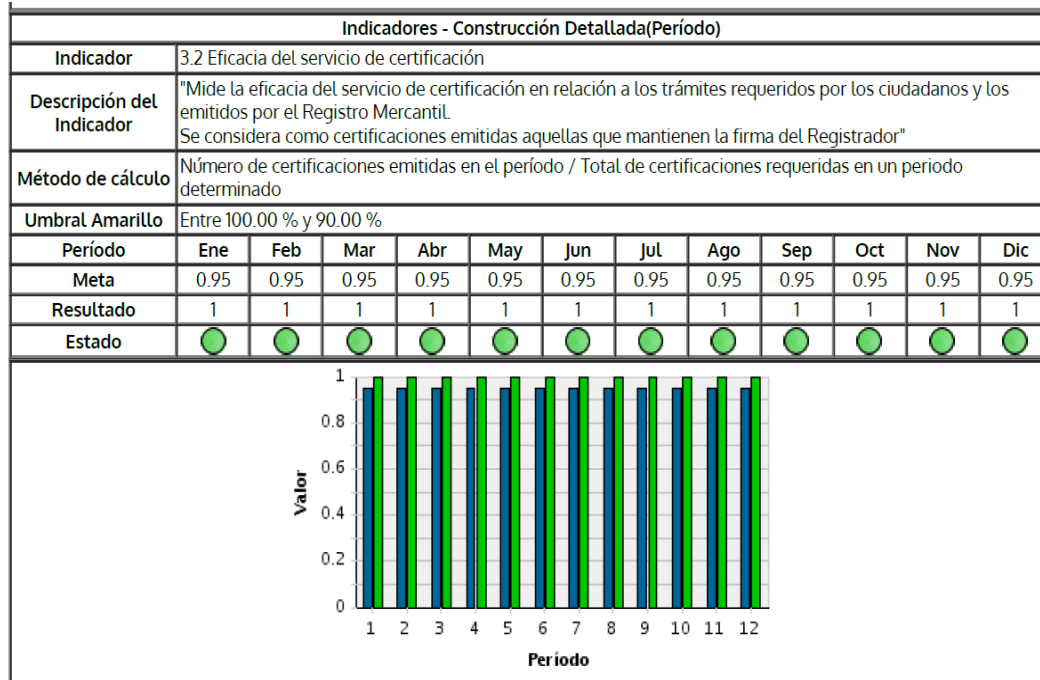 Indicadores - Construcción Detallada(Período)
Indicador 3.2 Eficacia del servicio de certificación
Descripción del Indicador "Mide la eficacia del servicio de certificación en relación a los trámites requeridos por los ciudadanos y los
emitidos por el Registro Mercantil.
Se considera como certificaciones emitidas aquellas que mantienen la firma del Registrador"
Método de cálculo Número de certificaciones emitidas en el período / Total de certificaciones requeridas en un periodo
determinado
Umbral Amarillo Entre 100.00 % y 90.00 %
Período Ene Feb Mar Abr May Jun Jul Ago Sep Oct Nov Dic
Meta 0.95 0.95 0.95 0.95 0.95 0.95 0.95 0.95 0.95 0.95 0.95 0.95
Resultado 1 1 1 1 1 1 1 1 1 1 1 1
Estado
1
0.8
0.6
0.4
0.2
0
Valor
1 2 3 4 5 6 7 8 9 10 11 12
Período